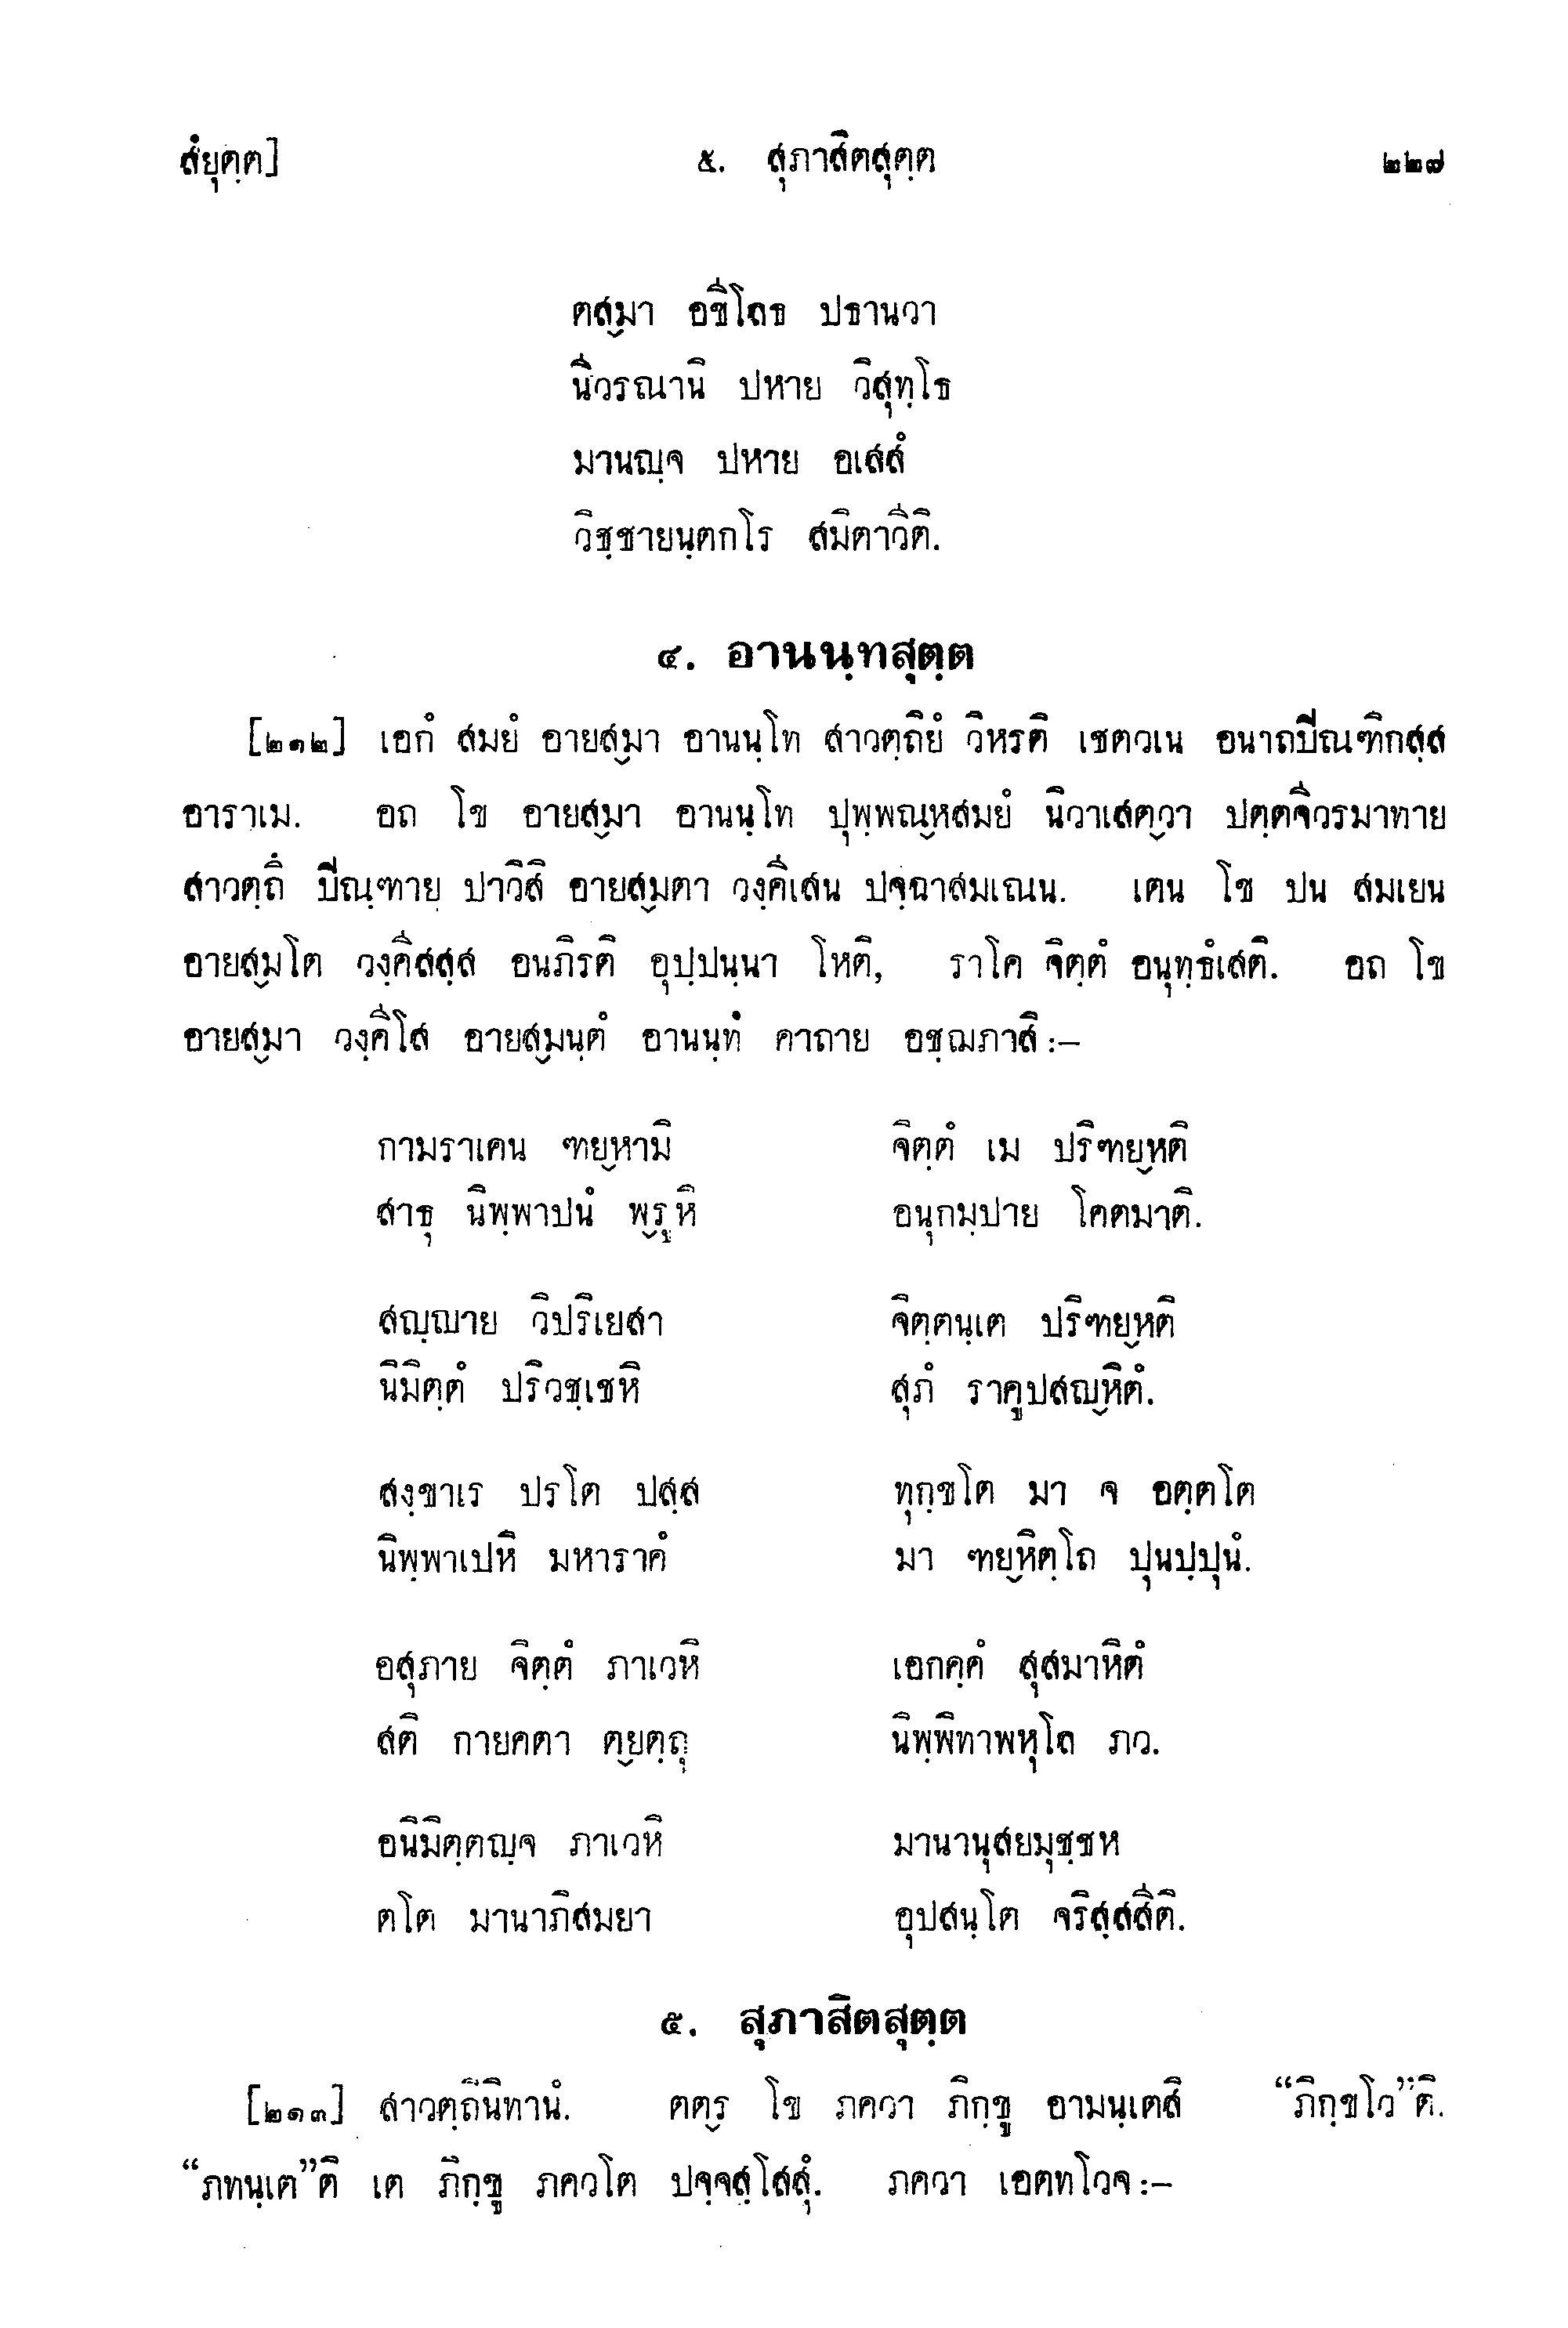 สํยุตฺต] ๕. สุภาสิตสุตฺต ๒๒๗
ตสฺมา อขีโลธ ปธานวา
นีวรณานิ ปหาย วิสุทฺโธ
มานญฺจ ปหาย อเสสํ
วิชฺชายนฺตกโร สมิตาวีติ.
๔. อานนฺทสุตฺต
[๒๑๒] เอกํ สมยํ อายสฺมา อานนฺโท สาวตฺถิยํ วิหรติ เชตวเน อนาถปิณฑิกสฺส
อาราเม. อถ โข อายสฺมา อานนฺโท ปุพฺพณฺหสมยํ นิวาเสตฺวา ปตฺตจีวรมาทาย
สาวตฺถึ ปิณฺฑาย ปาวิสิ อายสฺมตา วงฺคีเสน ปจฺฉาสมเณน. เตน โข ปน สมเยน
อายสฺมโต วงฺคีสสฺส อนภิรติ อุปฺปนฺนา โหติ, ราโค จิตฺตํ อนุทฺธํเสติ. อถ โข
อายสฺมา วงฺคีโส อายสฺมนฺตํ อานนฺทํ คาถาย อชฺฌภาสิ :–
กามราเคน ฑยฺหามิ จิตฺตํ เม ปริฑยฺหติ
สาธุ นิพฺพาปนํ พฺรูหิ อนุกมฺปาย โคตมาติ.
สญฺญาย วิปริเยสา จิตฺตนฺเต ปริฑยฺหติ
นิมิตฺตํ ปริวชฺเชหิ สุภํ ราคูปสญฺหิตํ.
สงฺขาเร ปรโต ปสฺส ทุกฺขโต มา จ อตฺตโต
นิพฺพาเปหิ มหาราคํ มา ฑยฺหิตฺโถ ปุนปฺปุนํ.
อสุภาย จิตฺตํ ภาเวหิ เอกคฺคํ สุสมาหิตํ
สติ กายคตา ตฺยตฺถุ นิพฺพิทาพหุโล ภว.
อนิมิตฺตญฺจ ภาเวหิ มานานุสยมุชฺชห
ตโต มานาภิสมยา อุปสนฺโต จริสฺสสีติ.
๕. สุภาสิตสุตฺต
[๒๑๓] สาวตฺถินิทานํ. ตตฺร โข ภควา ภิกฺขู อามนฺเตสิ “ภิกฺขโว”ติ.
“ภทนฺเต”ติ เต ภิกฺขู ภควโต ปจฺจสฺโสสุํ. ภควา เอตทโวจ :–